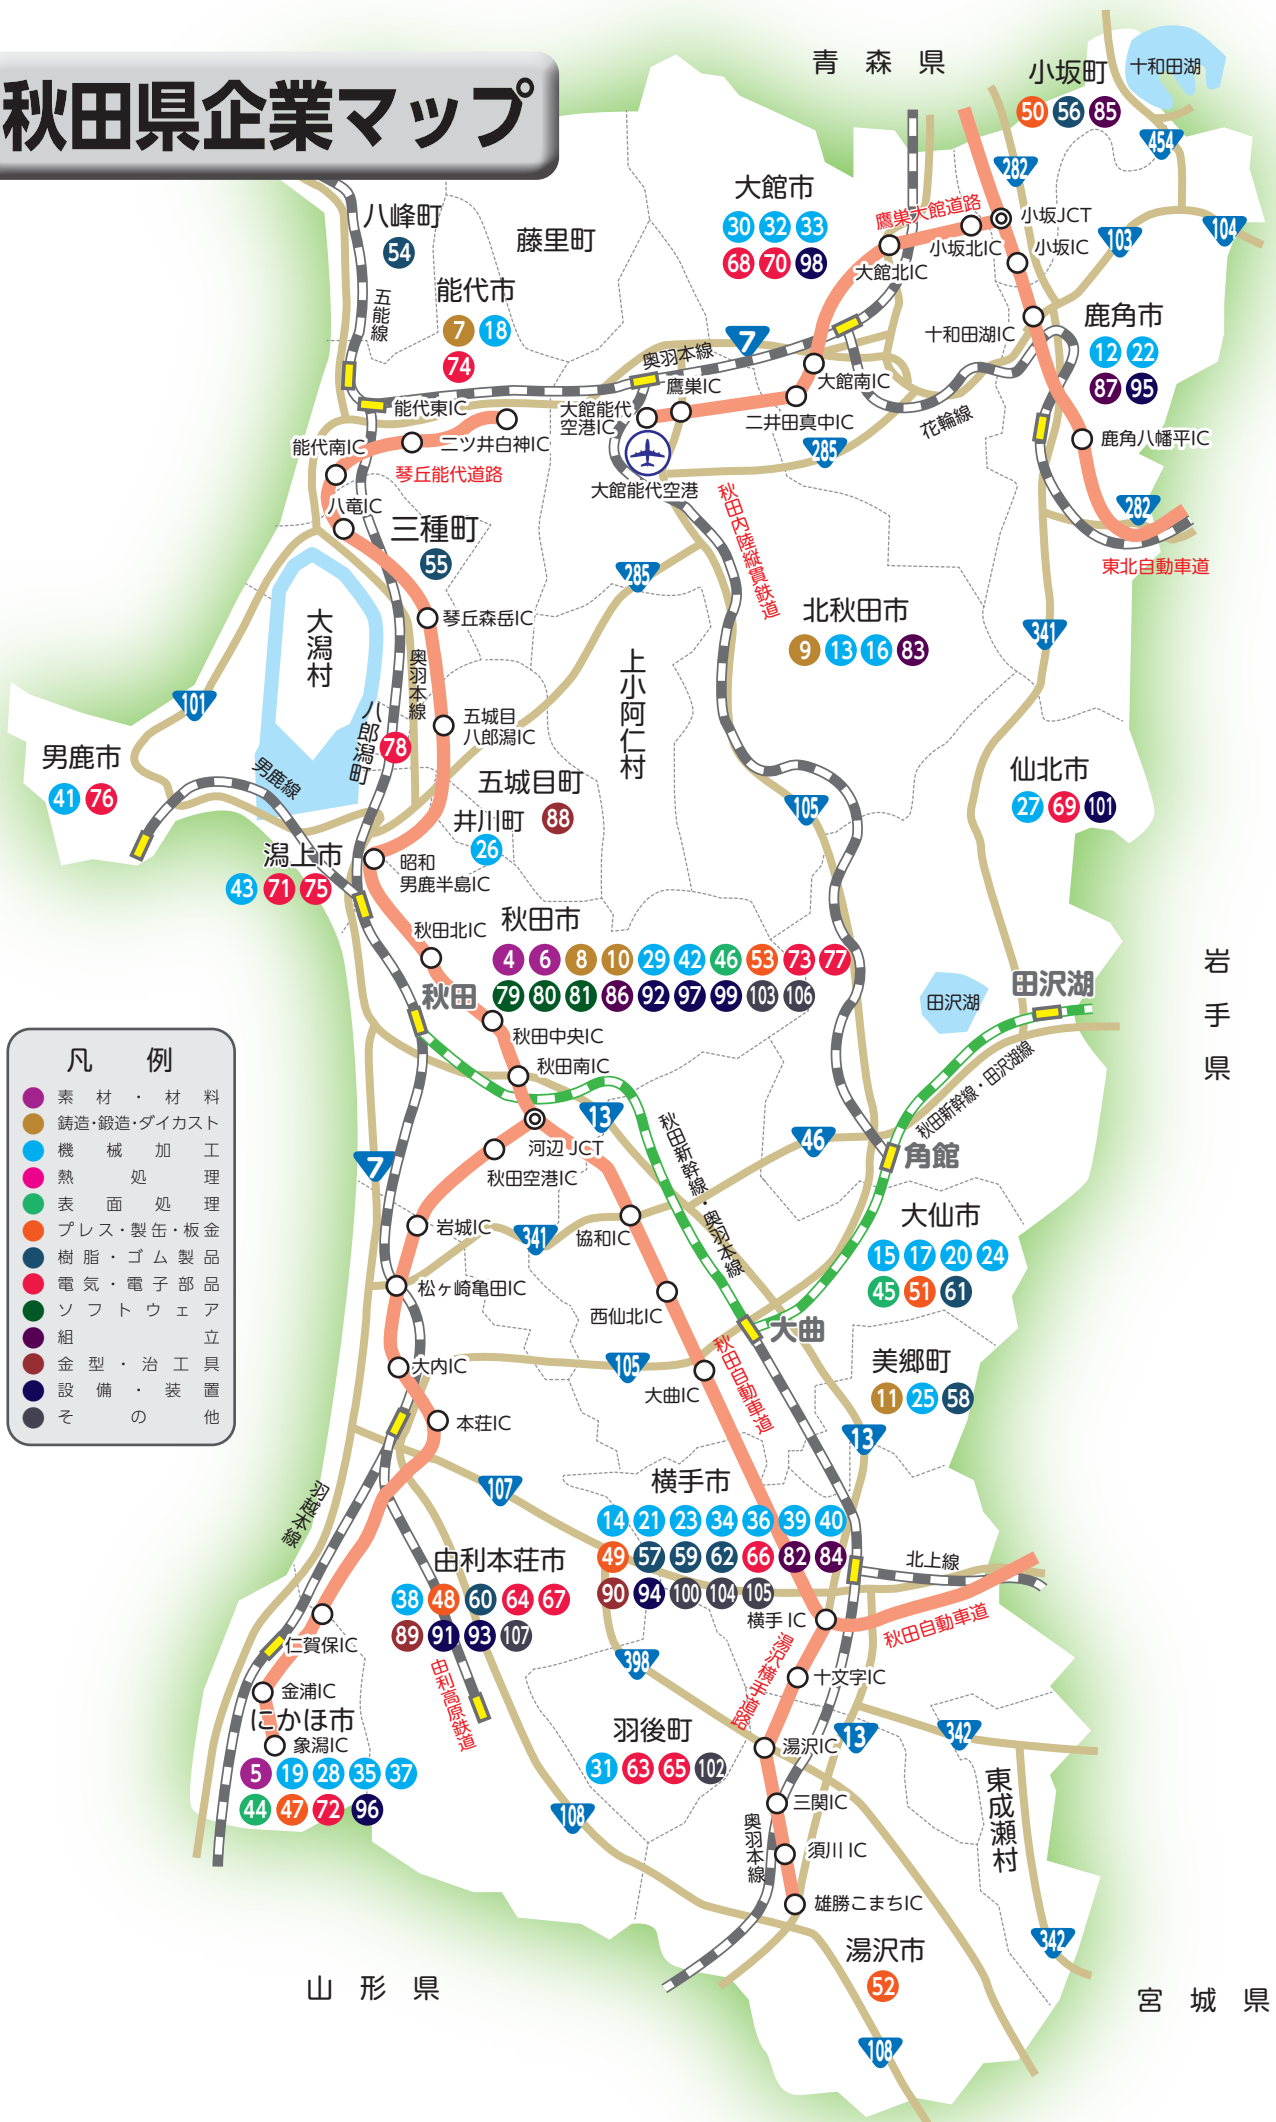 秋田県企業マップ
青森県
小坂町
十和田湖
50 56 85
454
282
大館市
30 32 33
68 70 98
鷹巣大館道路
小坂JCT
小坂北IC
小坂IC
大館北IC
103
104
八峰町
54
藤里町
五能線
能代市
7 18
74
十和田湖IC
鹿角市
12 22
87 95
7
奥羽本線
鷹巣IC
大館南IC
能代東IC
大館能代
空港IC
二井田真中IC
花輪線
能代南IC
二ツ井白神IC
285
鹿角八幡平IC
琴丘能代道路
大館能代空港
八竜IC
秋田内陸縦貫鉄道
282
三種町
55
東北自動車道
285
大潟村
琴丘森岳IC
北秋田市
9 13 16 83
341
上小阿仁村
奥羽本線
101
八郎潟町
78
五城目
八郎潟IC
男鹿市
41 76
男鹿線
五城目町
88
仙北市
27 69 101
105
井川町
26
潟上市
43 71 75
昭和
男鹿半島IC
秋田北IC
秋田市
4 6 8 10 29 42 46 53 73 77
79 80 81 86 92 97 99 103 106
秋田
岩手県
田沢湖
田沢湖
秋田中央IC
秋田南IC
秋田新幹線・田沢湖線
凡例
素材・材料
鋳造・鍛造・ダイカスト
機械加工
熱処理
表面処理
プレス・製缶・板金
樹脂・ゴム製品
電気・電子部品
ソフトウェア
組立
金型・治工具
設備・装置
その他
13
河辺JCT
秋田新幹線・奥羽本線
46
角館
7
秋田空港IC
岩城IC
341
協和IC
大仙市
15 17 20 24
45 51 61
松ヶ崎亀田IC
西仙北IC
大曲
大内IC
105
大曲IC
秋田自動車道
美郷町
11 25 58
本荘IC
13
107
横手市
14 21 23 34 36 39 40
49 57 59 62 66 82 84
90 94 100 104 105
羽越本線
由利本荘市
38 48 60 64 67
89 91 93 107
北上線
横手IC
秋田自動車道
仁賀保IC
由利高原鉄道
398
湯沢横手道路
十文字IC
金浦IC
にかほ市
象潟IC
5 19 28 35 37
44 47 72 96
羽後町
31 63 65 102
湯沢IC
13
342
108
三関IC
奥羽本線
須川IC
東成瀬村
雄勝こまちIC
湯沢市
52
342
山形県
宮城県
108